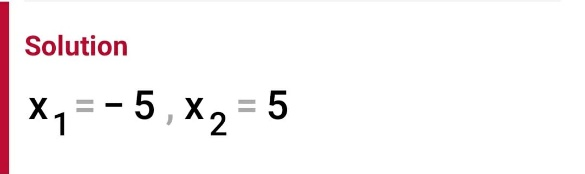 Solution
x₁ = − 5 , x₂ = 5